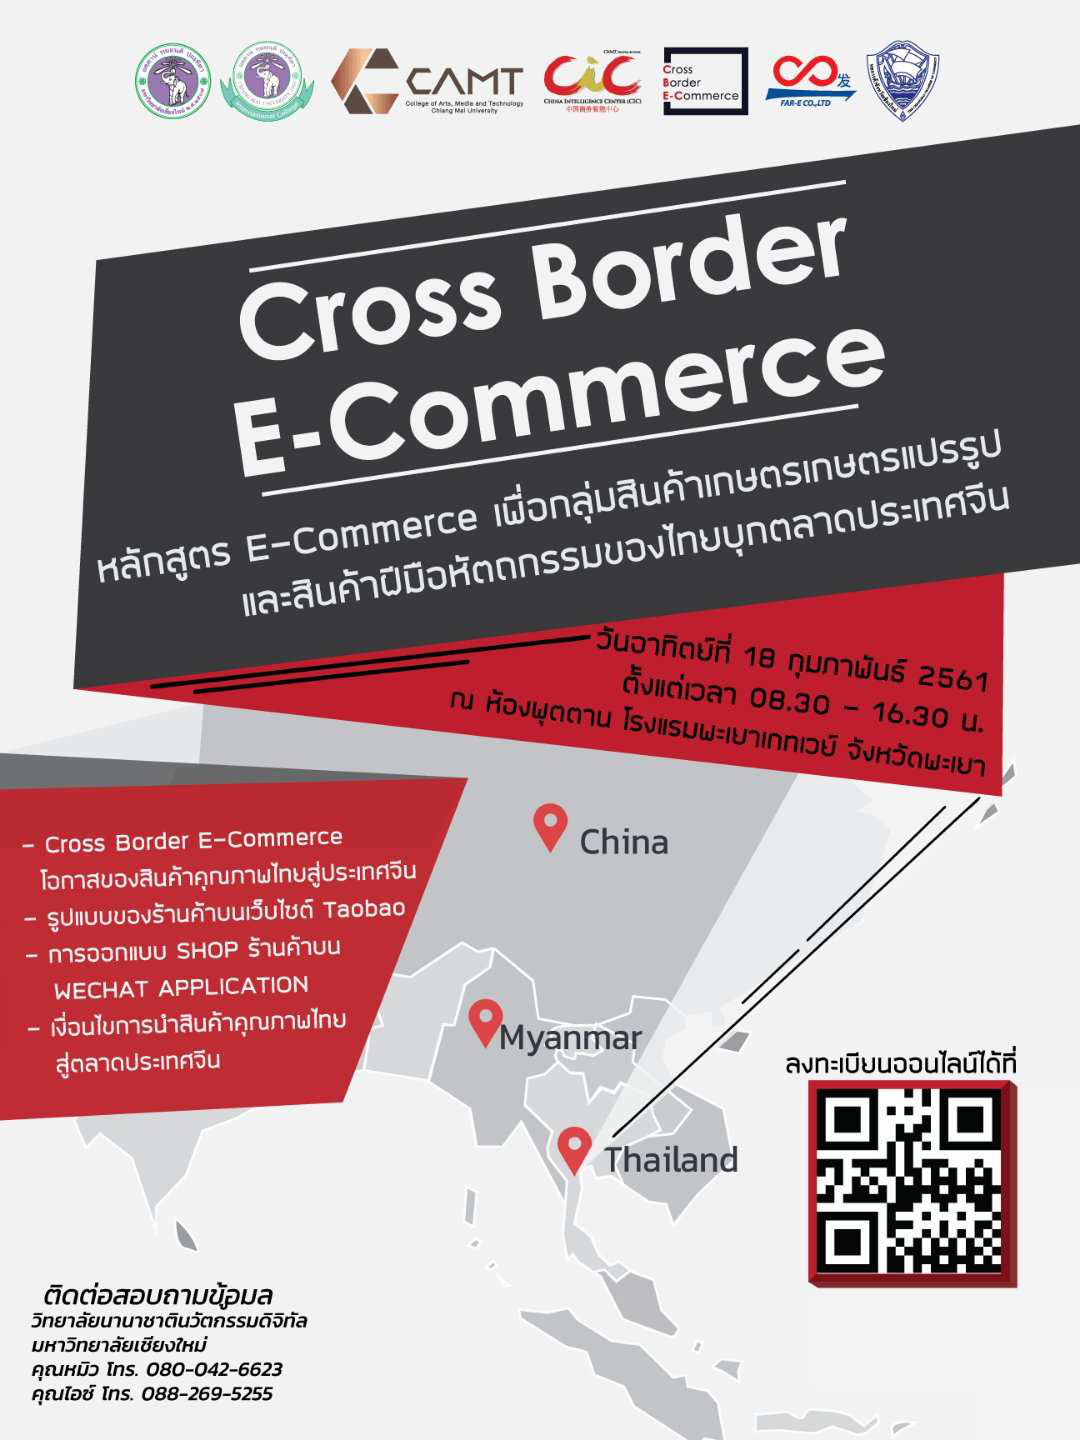 CAMT
College of Arts, Media and Technology
Chiang Mai University
CAMT
CiC
CHINA INTELLIGENCE CENTER (CIC)
Cross
Border
E-Commerce
发
FAR-E CO.,LTD
Cross Border
E-Commerce
หลักสูตร E-Commerce เพื่อกลุ่มสินค้าเกษตรเกษตรแปรรูป
และสินค้าฝีมือหัตถกรรมของไทยบุกตลาดประเทศจีน
วันอาทิตย์ที่ 18 กุมภาพันธ์ 2561
ตั้งแต่เวลา 08.30 - 16.30 น.
ณ ห้องพุตตาน โรงแรมพะเยาเกทเวย์ จังหวัดพะเยา
- Cross Border E-Commerce
โอกาสของสินค้าคุณภาพไทยสู่ประเทศจีน
- รูปแบบของร้านค้าบนเว็บไซต์ Taobao
- การออกแบบ SHOP ร้านค้าบน
WECHAT APPLICATION
- เงื่อนไขการนำสินค้าคุณภาพไทย
สู่ตลาดประเทศจีน
China
Myanmar
Thailand
ลงทะเบียนออนไลน์ได้ที่
ติดต่อสอบถามข้อมูล
วิทยาลัยนานาชาตินวัตกรรมดิจิทัล
มหาวิทยาลัยเชียงใหม่
คุณหมิว โทร. 080-042-6623
คุณไอซ์ โทร. 088-269-5255